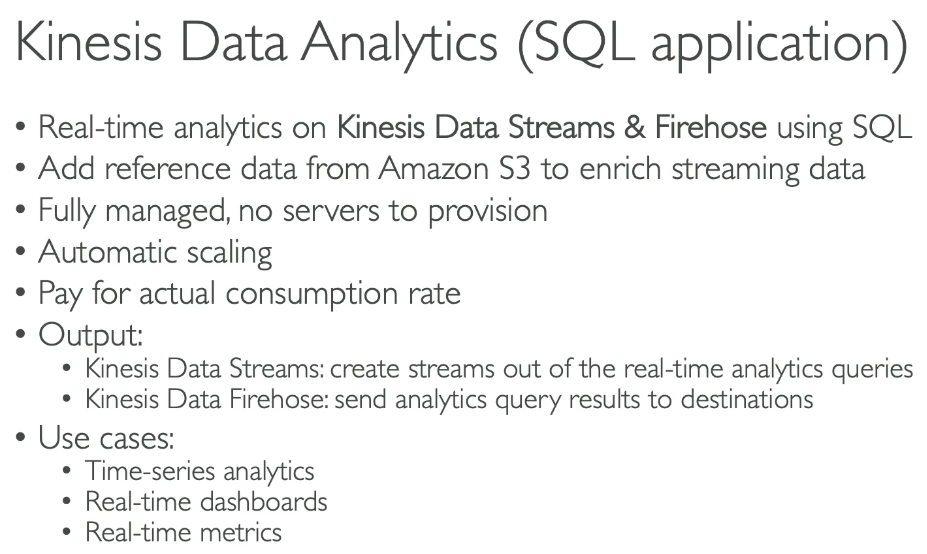 Kinesis Data Analytics (SQL application)
• Real-time analytics on Kinesis Data Streams & Firehose using SQL
• Add reference data from Amazon S3 to enrich streaming data
• Fully managed, no servers to provision
• Automatic scaling
• Pay for actual consumption rate
• Output:
• Kinesis Data Streams: create streams out of the real-time analytics queries
• Kinesis Data Firehose: send analytics query results to destinations
• Use cases:
• Time-series analytics
• Real-time dashboards
• Real-time metrics